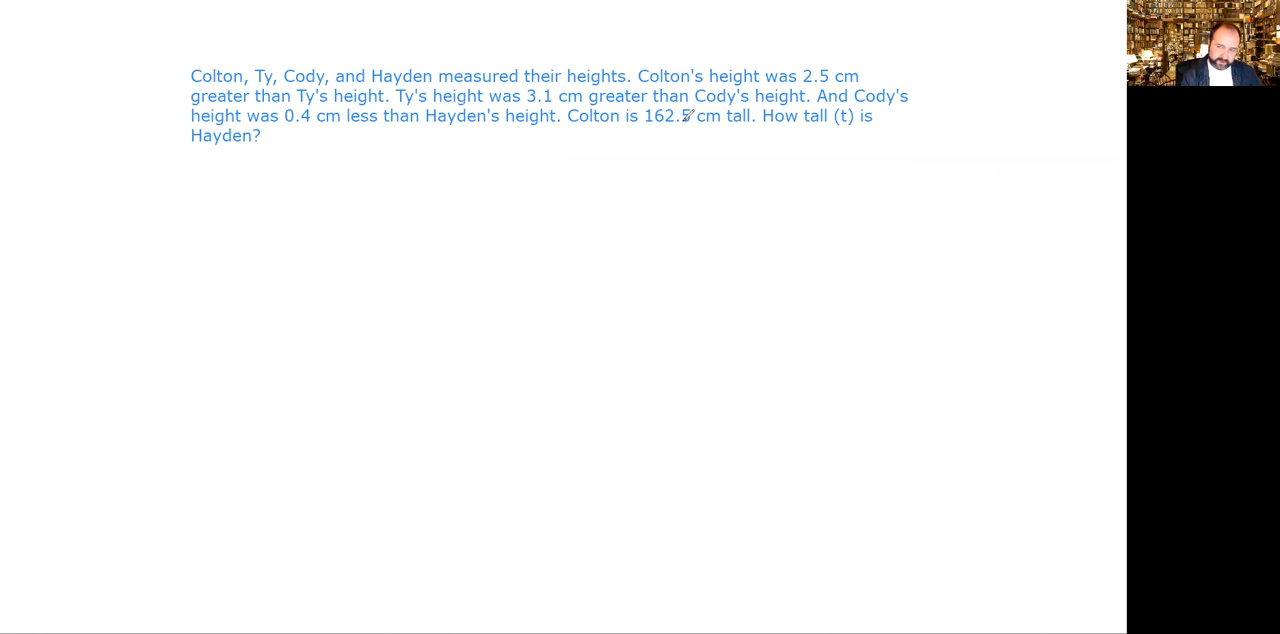 Colton, Ty, Cody, and Hayden measured their heights. Colton's height was 2.5 cm
greater than Ty's height. Ty's height was 3.1 cm greater than Cody's height. And Cody's
height was 0.4 cm less than Hayden's height. Colton is 162.5 cm tall. How tall (t) is
Hayden?